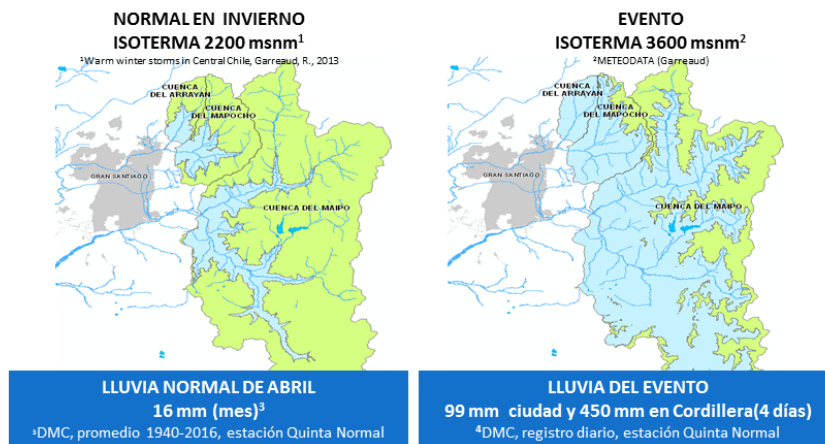 NORMAL EN INVIERNO
ISOTERMA 2200 msnm¹
¹Warm winter storms in Central Chile, Garreaud, R., 2013
CUENCA
DEL ARRAYAN
CUENCA
DEL MAPOCHO
GRAN SANTIAGO
CUENCA DEL MAIPO
LLUVIA NORMAL DE ABRIL
16 mm (mes)³
³DMC, promedio 1940-2016, estación Quinta Normal
EVENTO
ISOTERMA 3600 msnm²
²METEODATA (Garreaud)
CUENCA
DEL ARRAYAN
CUENCA
DEL MAPOCHO
GRAN SANTIAGO
CUENCA DEL MAIPO
LLUVIA DEL EVENTO
99 mm ciudad y 450 mm en Cordillera(4 días)
⁴DMC, registro diario, estación Quinta Normal